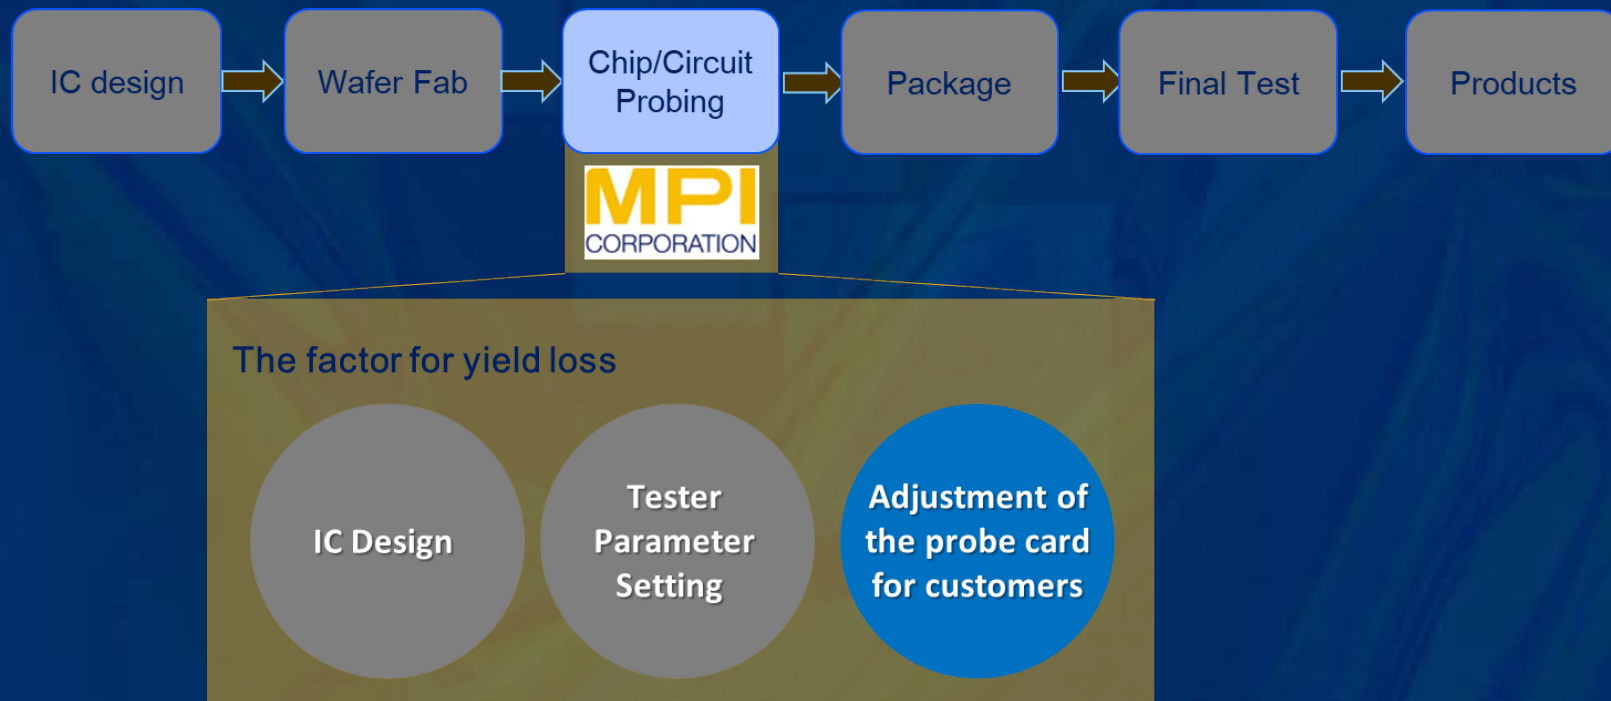 IC design
Wafer Fab
Chip/Circuit
Probing
Package
Final Test
Products
MPI
CORPORATION
The factor for yield loss
IC Design
Tester
Parameter
Setting
Adjustment of
the probe card
for customers